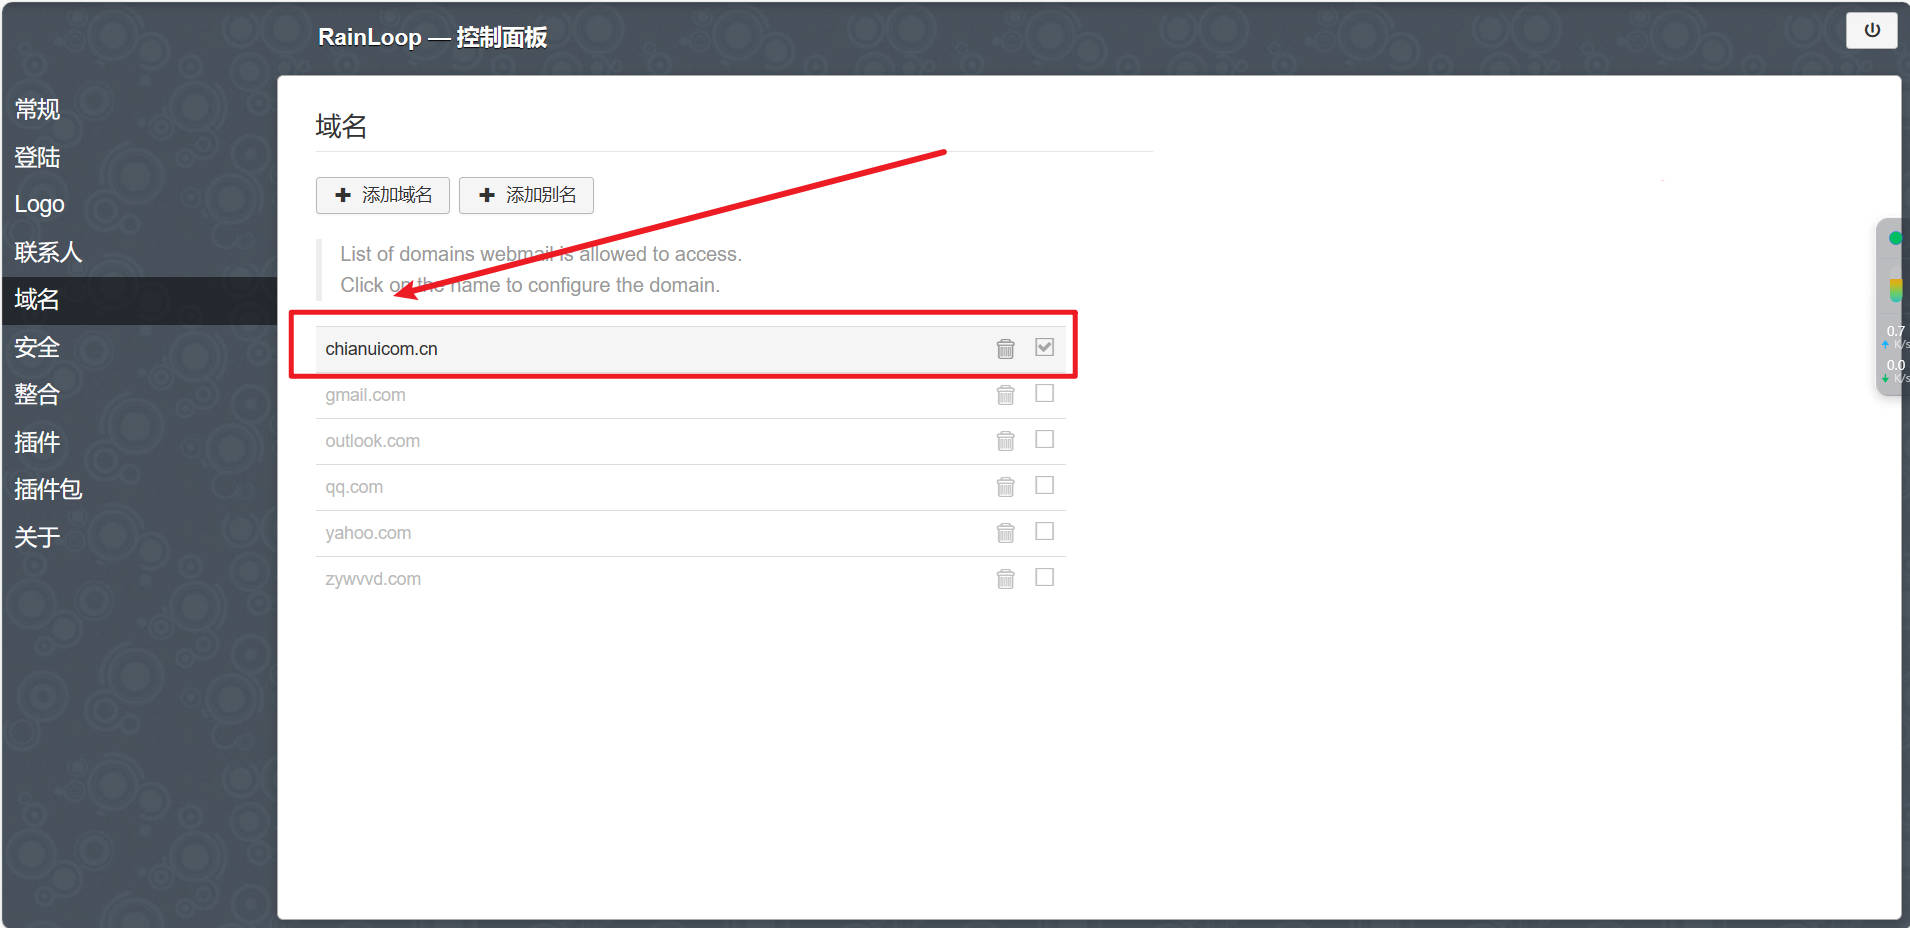 RainLoop — 控制面板
常规
登陆
Logo
联系人
域名
安全
整合
插件
插件包
关于
域名
添加域名 添加别名
List of domains webmail is allowed to access.
Click on the name to configure the domain.
chianuicom.cn
gmail.com
outlook.com
qq.com
yahoo.com
zywvvd.com
0.7
K/s
0.0
K/s